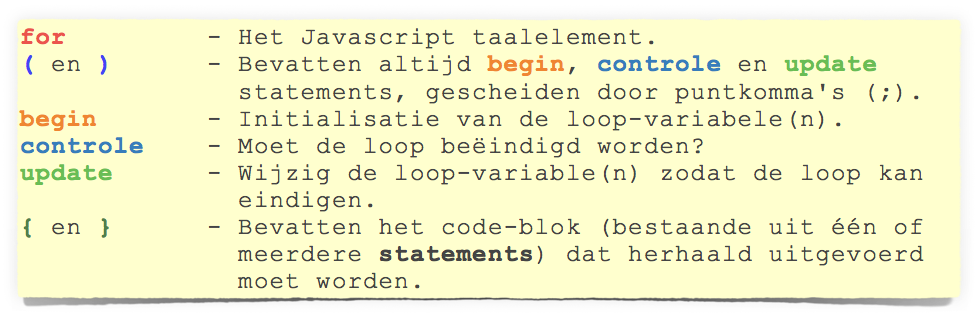 for - Het Javascript taalelement.
( en ) - Bevatten altijd begin, controle en update
statements, gescheiden door puntkomma's (;).
begin - Initialisatie van de loop-variabele(n).
controle - Moet de loop beëindigd worden?
update - Wijzig de loop-variable(n) zodat de loop kan
eindigen.
{ en } - Bevatten het code-blok (bestaande uit één of
meerdere statements) dat herhaald uitgevoerd
moet worden.